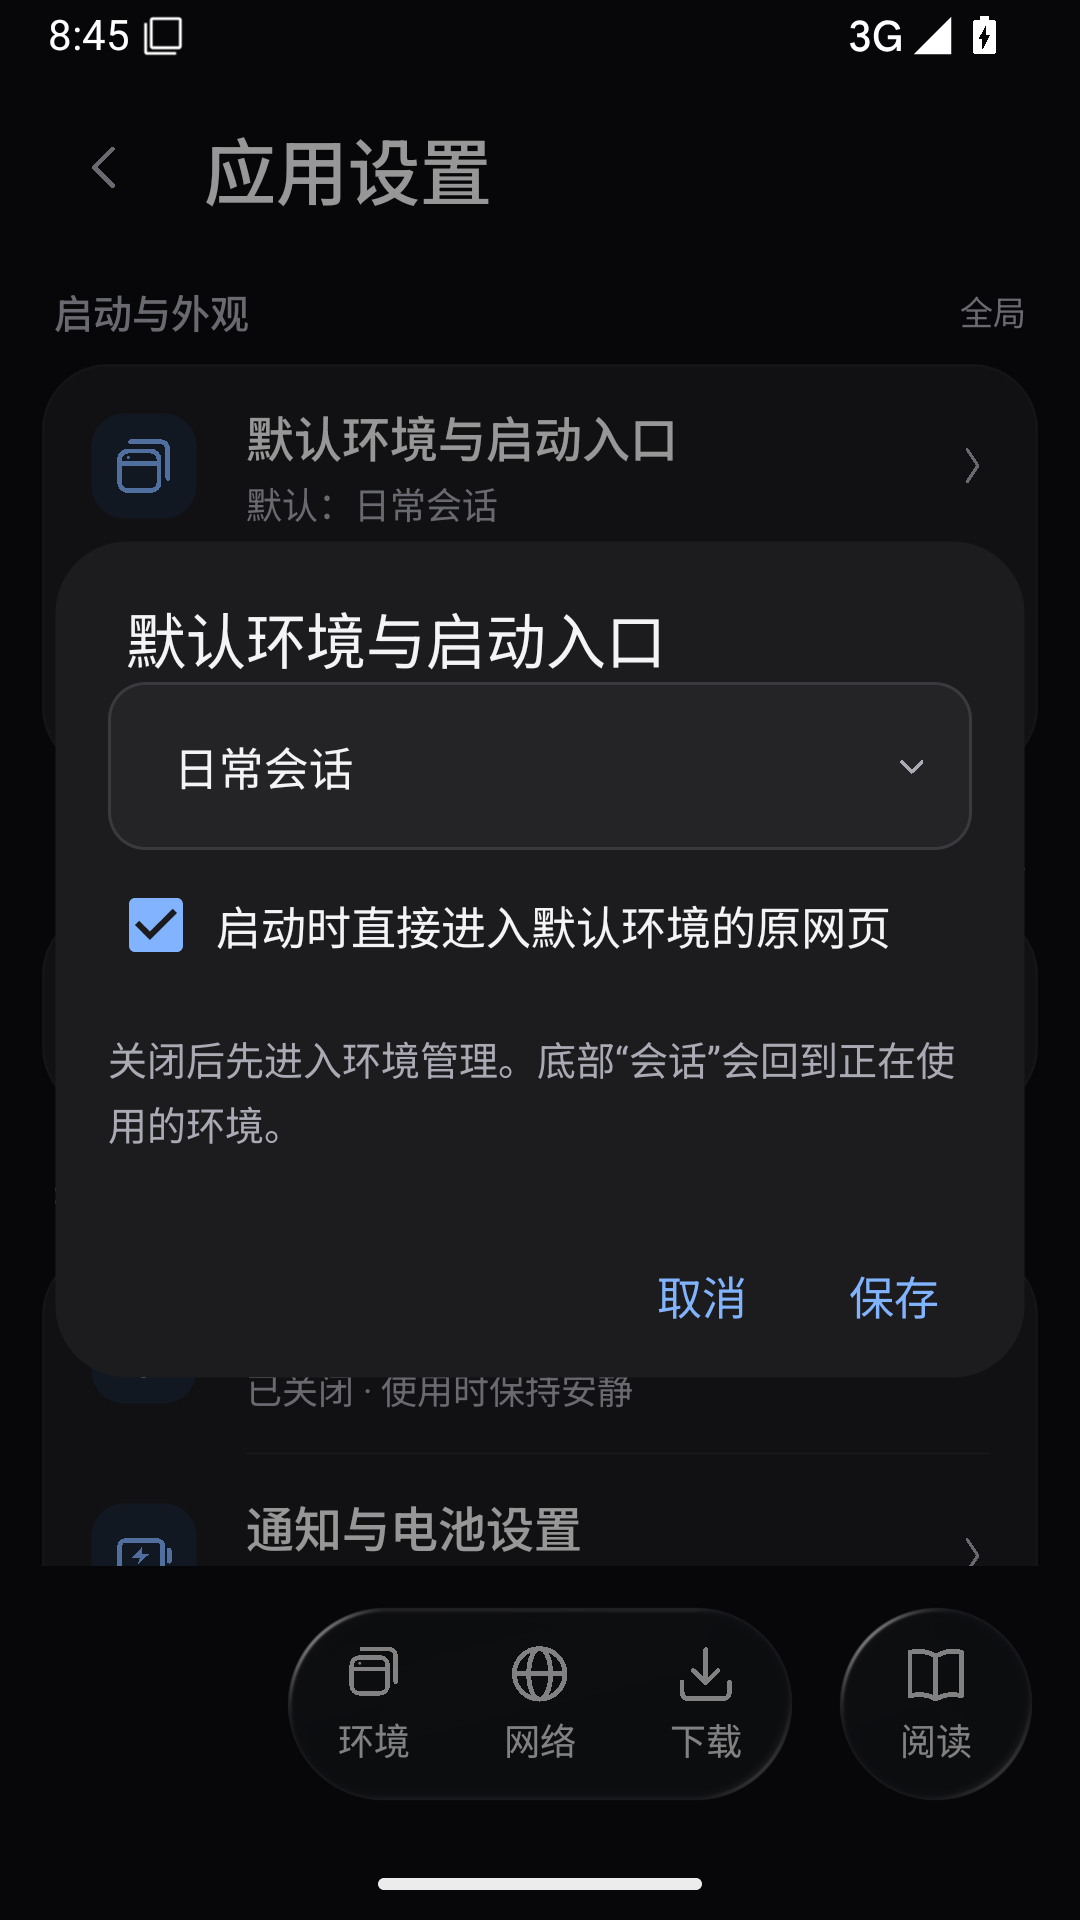 8:45
3G
应用设置
启动与外观
全局
默认环境与启动入口
默认：日常会话
默认环境与启动入口
日常会话
启动时直接进入默认环境的原网页
关闭后先进入环境管理。底部“会话”会回到正在使
用的环境。
取消
保存
已关闭 · 使用时保持安静
通知与电池设置
环境
网络
下载
阅读